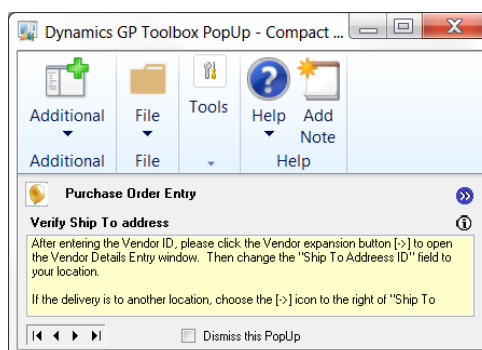 Dynamics GP Toolbox PopUp - Compact ...
Additional File Tools Help Add
Note
Additional File Help
Purchase Order Entry
Verify Ship To address
After entering the Vendor ID, please click the Vendor expansion button [->] to open
the Vendor Details Entry window. Then change the "Ship To Addreess ID" field to
your location.
If the delivery is to another location, choose the [->] icon to the right of "Ship To
Dismiss this PopUp